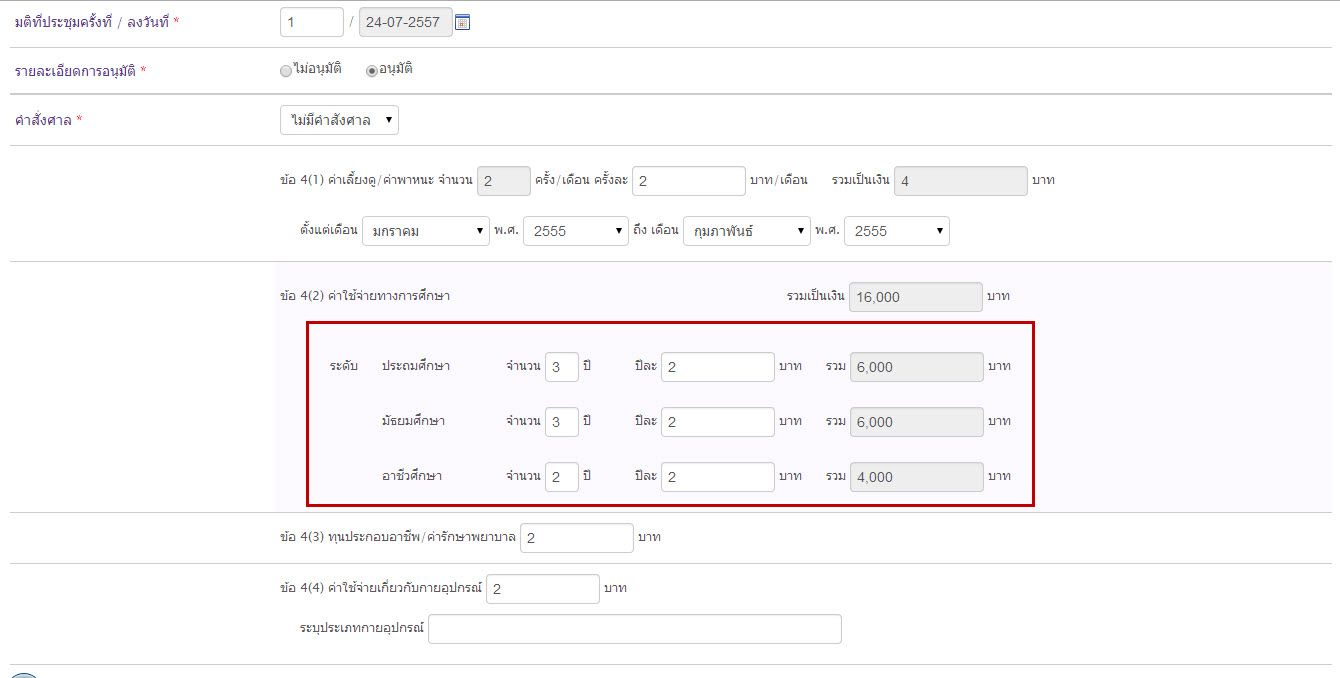 มติที่ประชุมครั้งที่ / ลงวันที่ * 1 / 24-07-2557
รายละเอียดการอนุมัติ * ไม่อนุมัติ อนุมัติ
คำสั่งศาล * ไม่มีคำสั่งศาล
ข้อ 4(1) ค่าเลี้ยงดู/ค่าพาหนะ จำนวน 2 ครั้ง/เดือน ครั้งละ 2 บาท/เดือน รวมเป็นเงิน 4 บาท
ตั้งแต่เดือน มกราคม พ.ศ. 2555 ถึง เดือน กุมภาพันธ์ พ.ศ. 2555
ข้อ 4(2) ค่าใช้จ่ายทางการศึกษา รวมเป็นเงิน 16,000 บาท
ระดับ ประถมศึกษา จำนวน 3 ปี ปีละ 2 บาท รวม 6,000 บาท
มัธยมศึกษา จำนวน 3 ปี ปีละ 2 บาท รวม 6,000 บาท
อาชีวศึกษา จำนวน 2 ปี ปีละ 2 บาท รวม 4,000 บาท
ข้อ 4(3) ทุนประกอบอาชีพ/ค่ารักษาพยาบาล 2 บาท
ข้อ 4(4) ค่าใช้จ่ายเกี่ยวกับกายอุปกรณ์ 2 บาท
ระบุประเภทกายอุปกรณ์